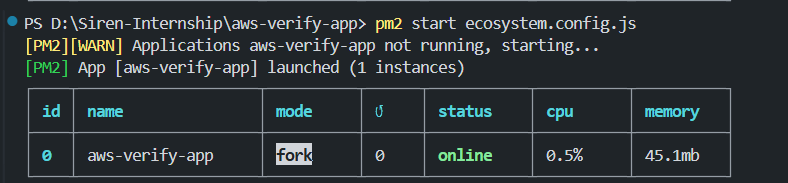 PS D:\Siren-Internship\aws-verify-app> pm2 start ecosystem.config.js
[PM2][WARN] Applications aws-verify-app not running, starting...
[PM2] App [aws-verify-app] launched (1 instances)
id name mode ↺ status cpu memory
0 aws-verify-app fork 0 online 0.5% 45.1mb